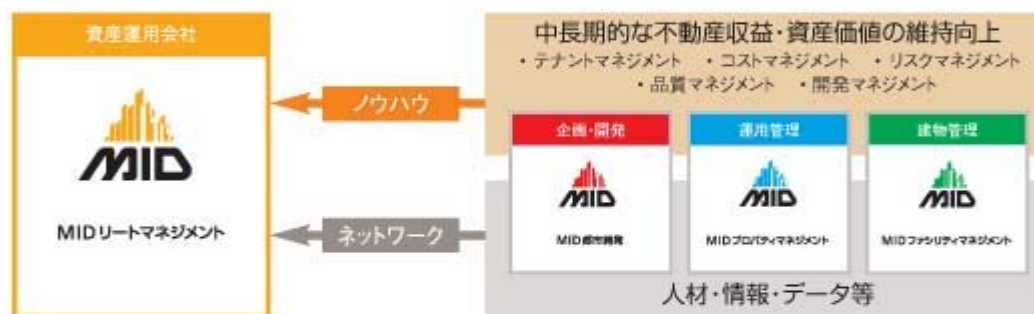 資産運用会社
MID
MIDリートマネジメント
ノウハウ
ネットワーク
中長期的な不動産収益・資産価値の維持向上
・テナントマネジメント ・コストマネジメント ・リスクマネジメント
・品質マネジメント ・開発マネジメント
企画・開発
MID
MID都市開発
運用管理
MID
MIDプロパティマネジメント
建物管理
MID
MIDファシリティマネジメント
人材・情報・データ等